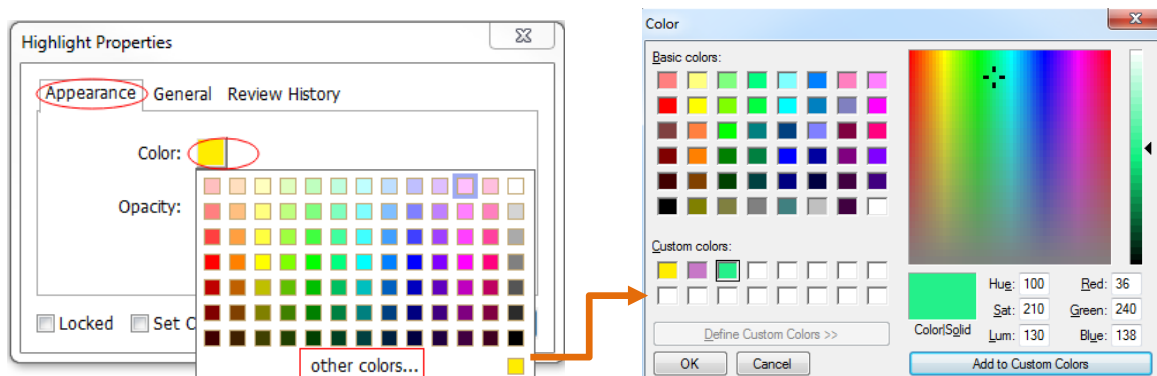 Highlight Properties
Appearance General Review History
Color:
Opacity:
Locked Set
other colors...
Color
Basic colors:
Custom colors:
Define Custom Colors >>
OK Cancel
Color|Solid
Hue: 100 Red: 36
Sat: 210 Green: 240
Lum: 130 Blue: 138
Add to Custom Colors